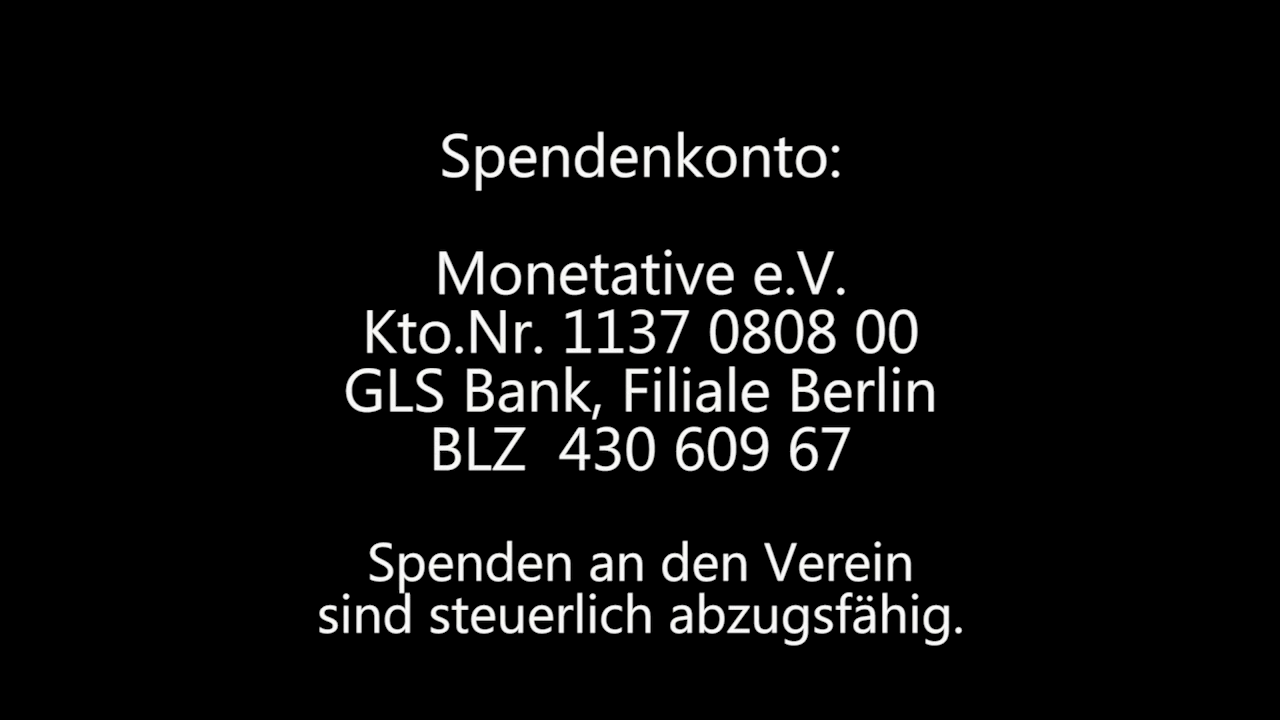 Spendenkonto:
Monetative e.V.
Kto.Nr. 1137 0808 00
GLS Bank, Filiale Berlin
BLZ  430 609 67
Spenden an den Verein
sind steuerlich abzugsfähig.